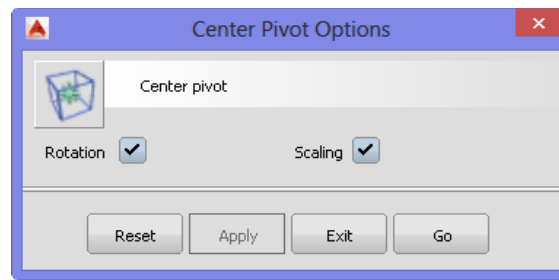 Center Pivot Options
Center pivot
Rotation Scaling
Reset Apply Exit Go